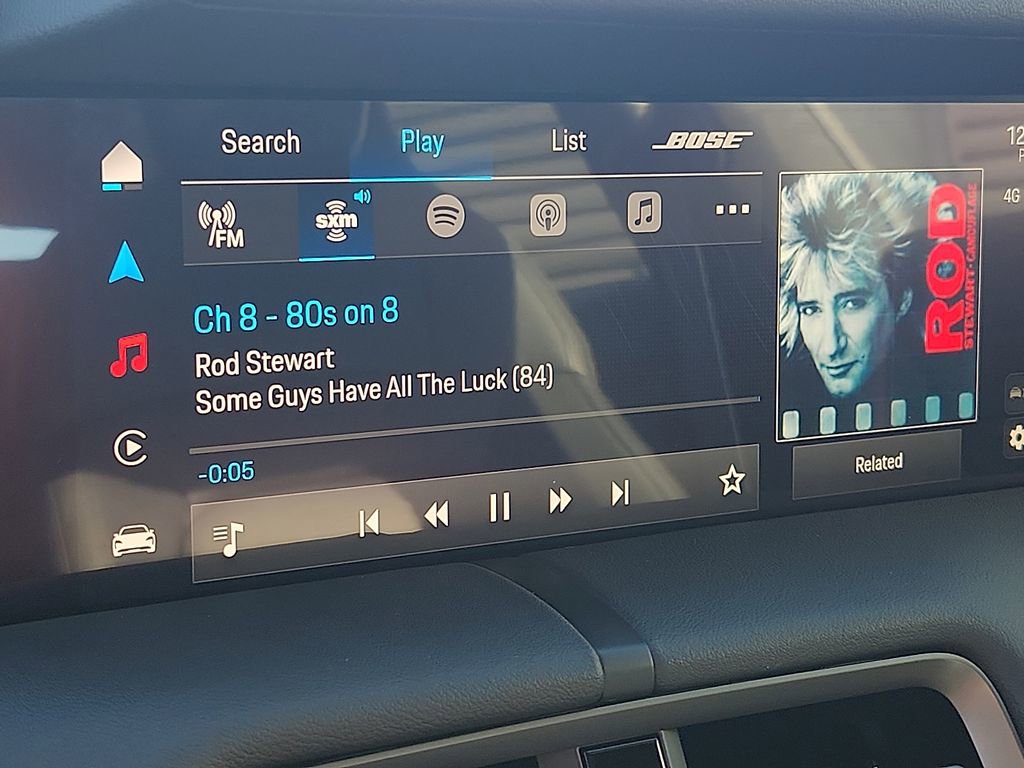 Search Play List BOSE
12
P
FM sxm
4G
Ch 8 - 80s on 8
Rod Stewart
Some Guys Have All The Luck (84)
-0:05
ROD
STEWART·CAMOUFLAGE
Related